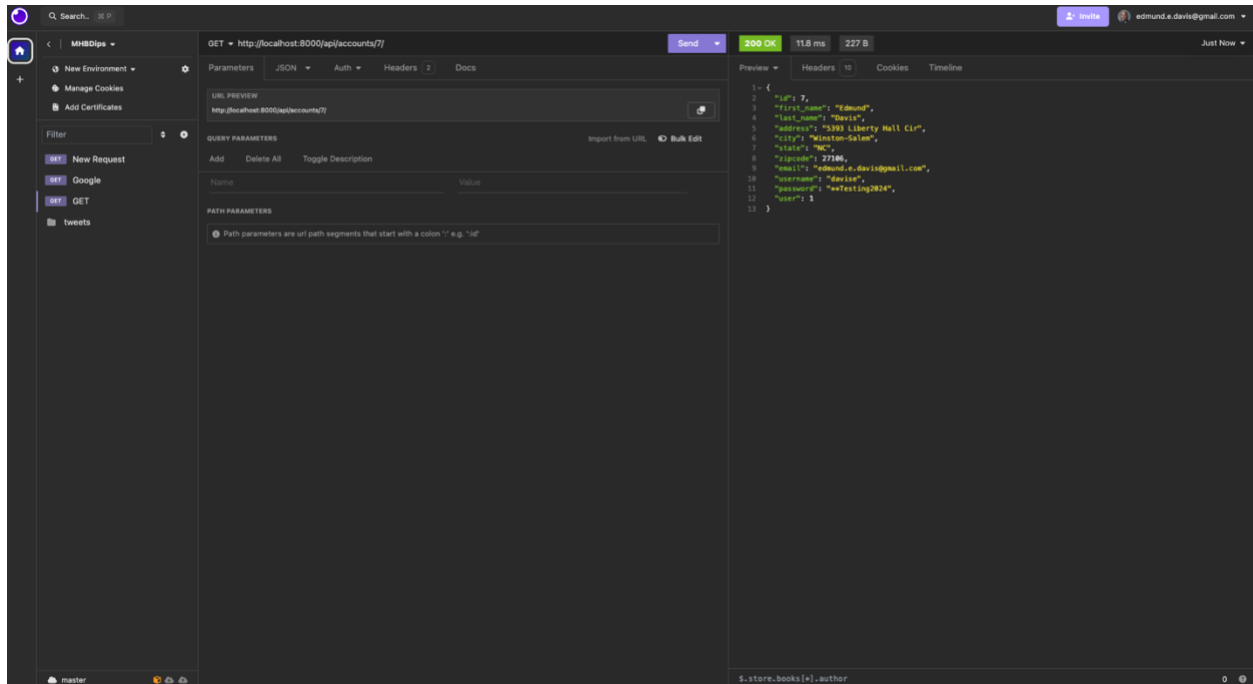 Search.. ⌘ P
Invite
edmund.e.davis@gmail.com
MHBDips
New Environment
Manage Cookies
Add Certificates
Filter
GET New Request
GET Google
GET GET
tweets
master
GET http://localhost:8000/api/accounts/7/
Send
Parameters JSON Auth Headers 2 Docs
URL PREVIEW
http://localhost:8000/api/accounts/7/
QUERY PARAMETERS Import from URL Bulk Edit
Add Delete All Toggle Description
Name Value
PATH PARAMETERS
Path parameters are url path segments that start with a colon ':' e.g. ':id'
200 OK 11.8 ms 227 B Just Now
Preview Headers 10 Cookies Timeline
1 {
2 "id": 7,
3 "first_name": "Edmund",
4 "last_name": "Davis",
5 "address": "5393 Liberty Hall Cir",
6 "city": "Winston-Salem",
7 "state": "NC",
8 "zipcode": 27106,
9 "email": "edmund.e.davis@gmail.com",
10 "username": "davise",
11 "password": "**Testing2024",
12 "user": 1
13 }
$.store.books[*].author 0